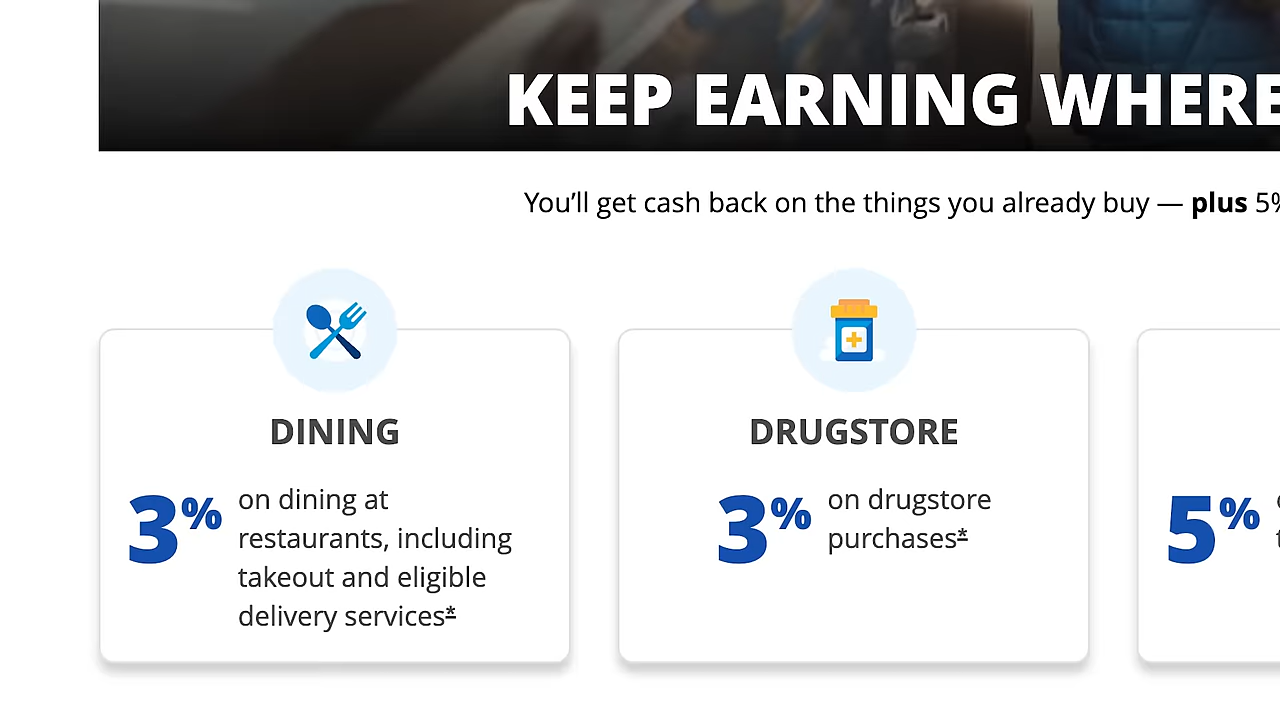 KEEP EARNING WHERE
You’ll get cash back on the things you already buy — plus 5%
DINING
3% on dining at
restaurants, including
takeout and eligible
delivery services*
DRUGSTORE
3% on drugstore
purchases*
5%